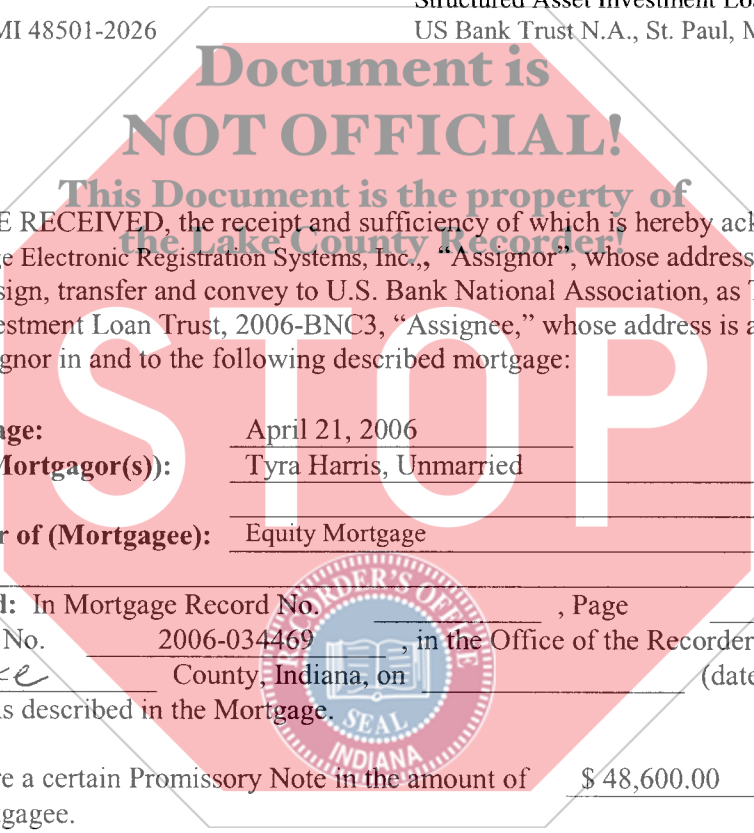 Structured Asset Investment Loa
MI 48501-2026 US Bank Trust N.A., St. Paul, M
Document is
NOT OFFICIAL!
This Document is the property of
the Lake County Recorder!
E RECEIVED, the receipt and sufficiency of which is hereby ack
ge Electronic Registration Systems, Inc.,, “Assignor”, whose address
sign, transfer and convey to U.S. Bank National Association, as T
estment Loan Trust, 2006-BNC3, “Assignee,” whose address is a
gnor in and to the following described mortgage:
STOP
age: April 21, 2006
Mortgagor(s)): Tyra Harris, Unmarried
r of (Mortgagee): Equity Mortgage
d: In Mortgage Record No. , Page
No. 2006-034469 , in the Office of the Recorder
ke County, Indiana, on (date
s described in the Mortgage.
RECORDER'S OFFICE
SEAL
INDIANA
re a certain Promissory Note in the amount of $ 48,600.00
tgagee.